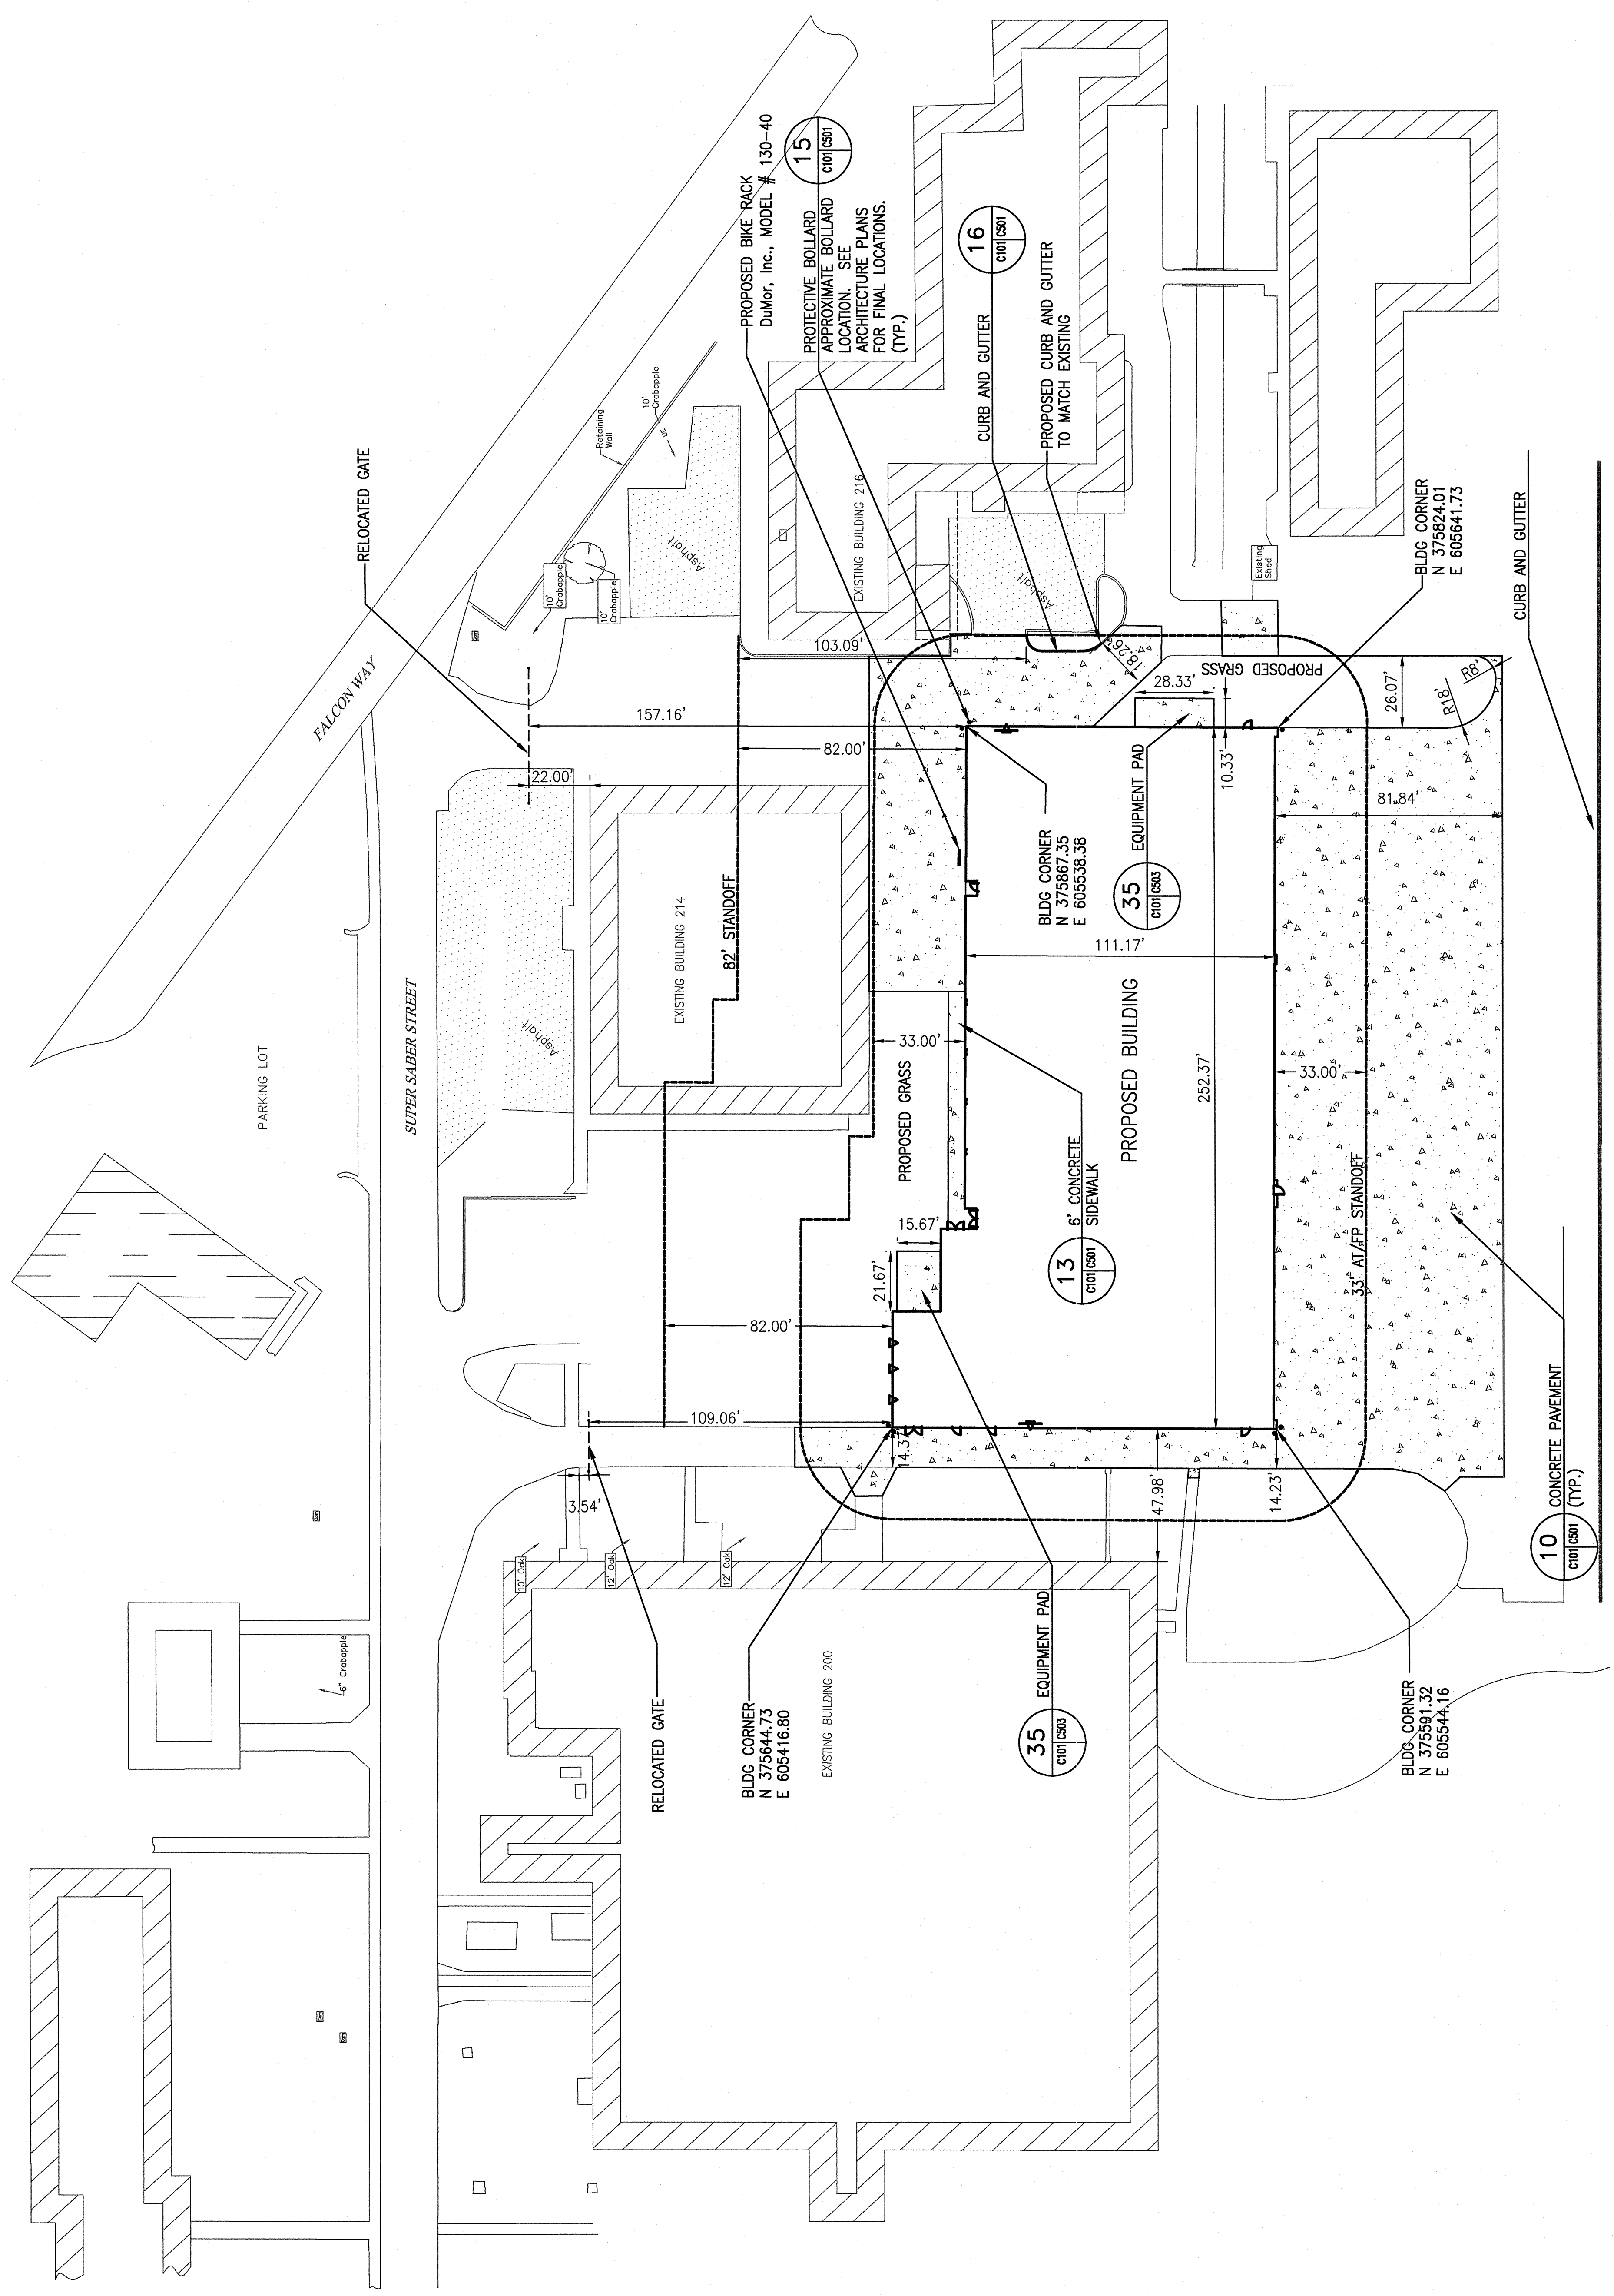 FALCON WAY
SUPER SABER STREET
PARKING LOT
RELOCATED GATE
Retaining
Wall
10'
Crabapple
10'
Crabapple
10'
Crabapple
6" Crabapple
Asphalt
Asphalt
Asphalt
PROPOSED BIKE RACK
DuMor, Inc., MODEL # 130-40
PROTECTIVE BOLLARD
APPROXIMATE BOLLARD
LOCATION. SEE
ARCHITECTURE PLANS
FOR FINAL LOCATIONS.
(TYP.)
15
C101 C501
16
C101 C501
CURB AND GUTTER
PROPOSED CURB AND GUTTER
TO MATCH EXISTING
EXISTING BUILDING 216
EXISTING BUILDING 214
EXISTING BUILDING 200
Existing
Shed
BLDG CORNER
N 375824.01
E 605641.73
CURB AND GUTTER
103.09'
157.16'
82.00'
22.00'
82' STANDOFF
18.26'
28.33'
PROPOSED GRASS
26.07'
R18'
R8'
10.33'
81.84'
BLDG CORNER
N 375867.35
E 605538.38
35
C101 C503
EQUIPMENT PAD
111.17'
33.00'
PROPOSED GRASS
PROPOSED BUILDING
252.37'
33.00'
33' AT/FP STANDOFF
13
C101 C501
6' CONCRETE
SIDEWALK
15.67'
21.67'
82.00'
109.06'
14.37'
3.54'
47.98'
14.23'
10' Oak
12' Oak
12' Oak
RELOCATED GATE
BLDG CORNER
N 375644.73
E 605416.80
35
C101 C503
EQUIPMENT PAD
BLDG CORNER
N 375591.32
E 605544.16
10
C101 C501
CONCRETE PAVEMENT
(TYP.)